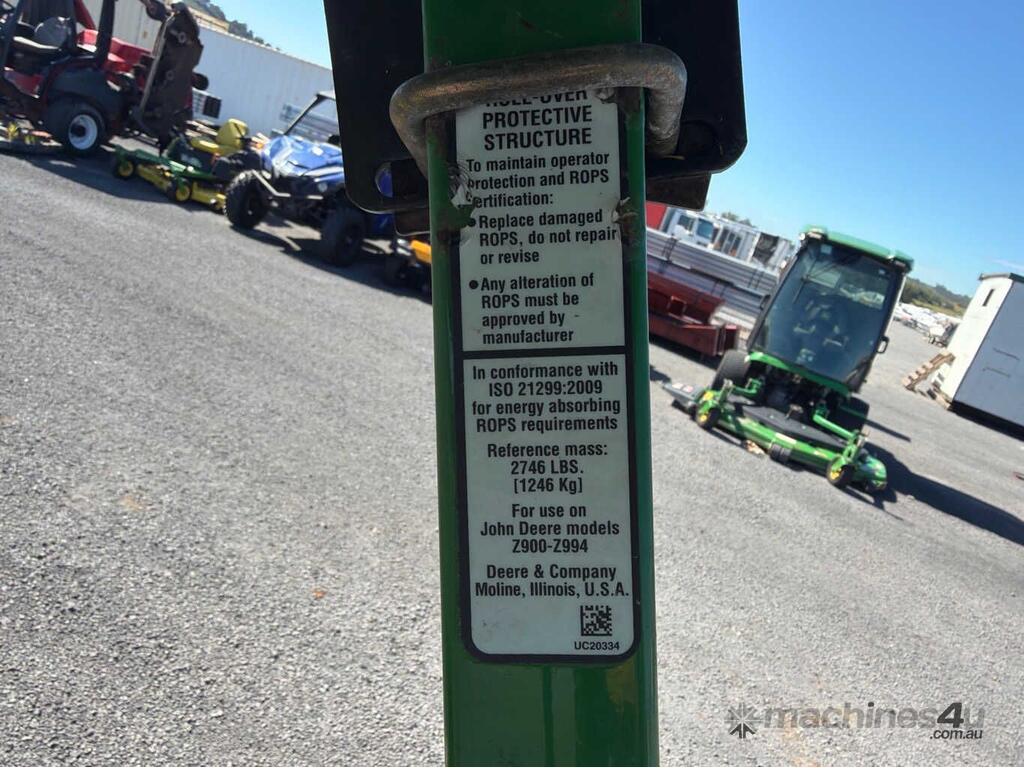 ROLL-OVER
PROTECTIVE
STRUCTURE
To maintain operator
protection and ROPS
certification:
● Replace damaged
ROPS, do not repair
or revise
● Any alteration of
ROPS must be
approved by
manufacturer
In conformance with
ISO 21299:2009
for energy absorbing
ROPS requirements
Reference mass:
2746 LBS.
[1246 Kg]
For use on
John Deere models
Z900-Z994
Deere & Company
Moline, Illinois, U.S.A.
UC20334
machines4u
.com.au